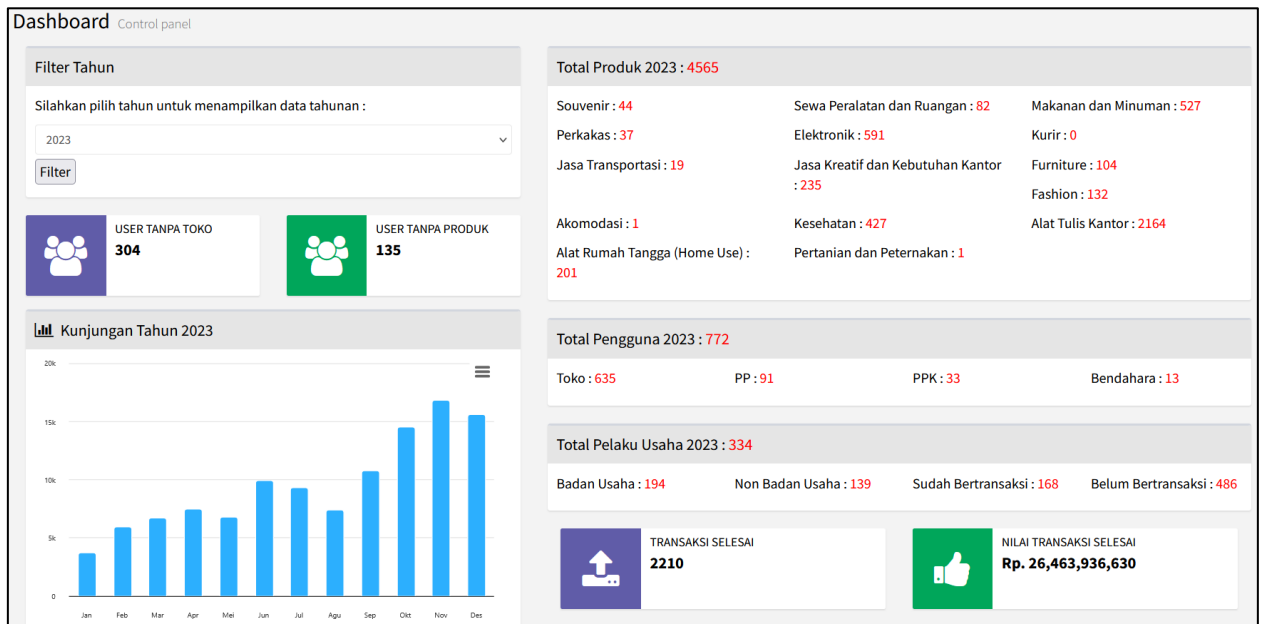 Dashboard Control panel
Filter Tahun
Silahkan pilih tahun untuk menampilkan data tahunan :
2023
Filter
USER TANPA TOKO
304
USER TANPA PRODUK
135
Kunjungan Tahun 2023
20k
15k
10k
5k
0
Jan Feb Mar Apr Mei Jun Jul Agu Sep Okt Nov Des
Total Produk 2023 : 4565
Souvenir : 44 Sewa Peralatan dan Ruangan : 82 Makanan dan Minuman : 527
Perkakas : 37 Elektronik : 591 Kurir : 0
Jasa Transportasi : 19 Jasa Kreatif dan Kebutuhan Kantor Furniture : 104
: 235
Fashion : 132
Akomodasi : 1 Kesehatan : 427 Alat Tulis Kantor : 2164
Alat Rumah Tangga (Home Use) : Pertanian dan Peternakan : 1
201
Total Pengguna 2023 : 772
Toko : 635 PP : 91 PPK : 33 Bendahara : 13
Total Pelaku Usaha 2023 : 334
Badan Usaha : 194 Non Badan Usaha : 139 Sudah Bertransaksi : 168 Belum Bertransaksi : 486
TRANSAKSI SELESAI
2210
NILAI TRANSAKSI SELESAI
Rp. 26,463,936,630